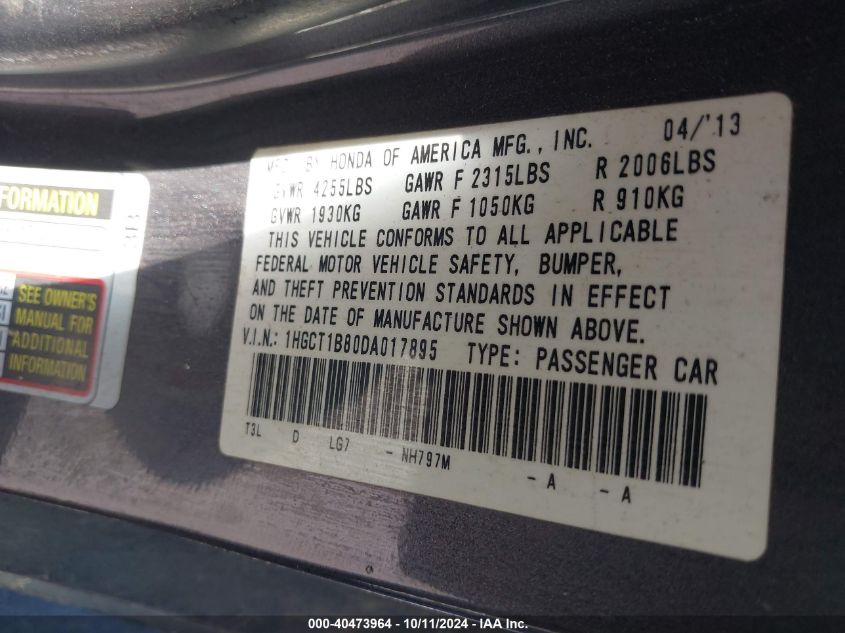 MFD. BY HONDA OF AMERICA MFG., INC. 04/'13
GVWR 4255LBS GAWR F 2315LBS R 2006LBS
GVWR 1930KG GAWR F 1050KG R 910KG
THIS VEHICLE CONFORMS TO ALL APPLICABLE
FEDERAL MOTOR VEHICLE SAFETY, BUMPER,
AND THEFT PREVENTION STANDARDS IN EFFECT
ON THE DATE OF MANUFACTURE SHOWN ABOVE.
V.I.N.: 1HGCT1B80DA017895 TYPE: PASSENGER CAR
T3L D LG7 - NH797M - A - A
FORMATION
SEE OWNER'S
MANUAL FOR
ADDITIONAL
INFORMATION
000-40473964 - 10/11/2024 - IAA Inc.